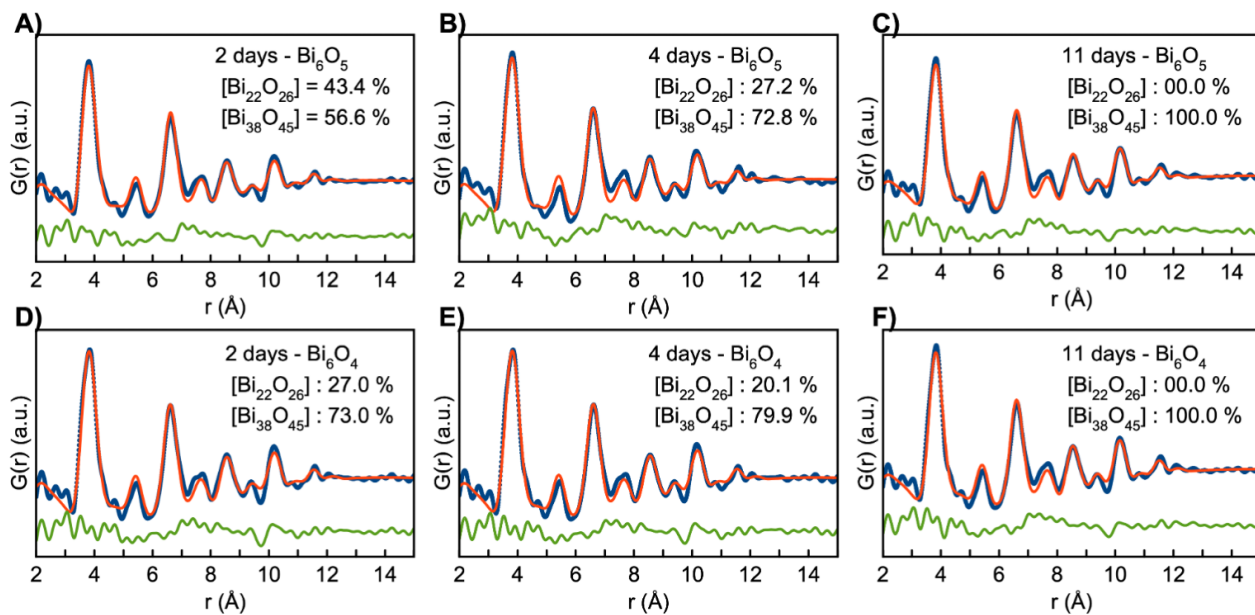 A)
2 days - Bi₆O₅
[Bi₂₂O₂₆] = 43.4 %
[Bi₃₈O₄₅] = 56.6 %
G(r) (a.u.)
2 4 6 8 10 12 14
r (Å)
B)
4 days - Bi₆O₅
[Bi₂₂O₂₆] : 27.2 %
[Bi₃₈O₄₅] : 72.8 %
G(r) (a.u.)
2 4 6 8 10 12 14
r (Å)
C)
11 days - Bi₆O₅
[Bi₂₂O₂₆] : 00.0 %
[Bi₃₈O₄₅] : 100.0 %
G(r) (a.u.)
2 4 6 8 10 12 14
r (Å)
D)
2 days - Bi₆O₄
[Bi₂₂O₂₆] : 27.0 %
[Bi₃₈O₄₅] : 73.0 %
G(r) (a.u.)
2 4 6 8 10 12 14
r (Å)
E)
4 days - Bi₆O₄
[Bi₂₂O₂₆] : 20.1 %
[Bi₃₈O₄₅] : 79.9 %
G(r) (a.u.)
2 4 6 8 10 12 14
r (Å)
F)
11 days - Bi₆O₄
[Bi₂₂O₂₆] : 00.0 %
[Bi₃₈O₄₅] : 100.0 %
G(r) (a.u.)
2 4 6 8 10 12 14
r (Å)